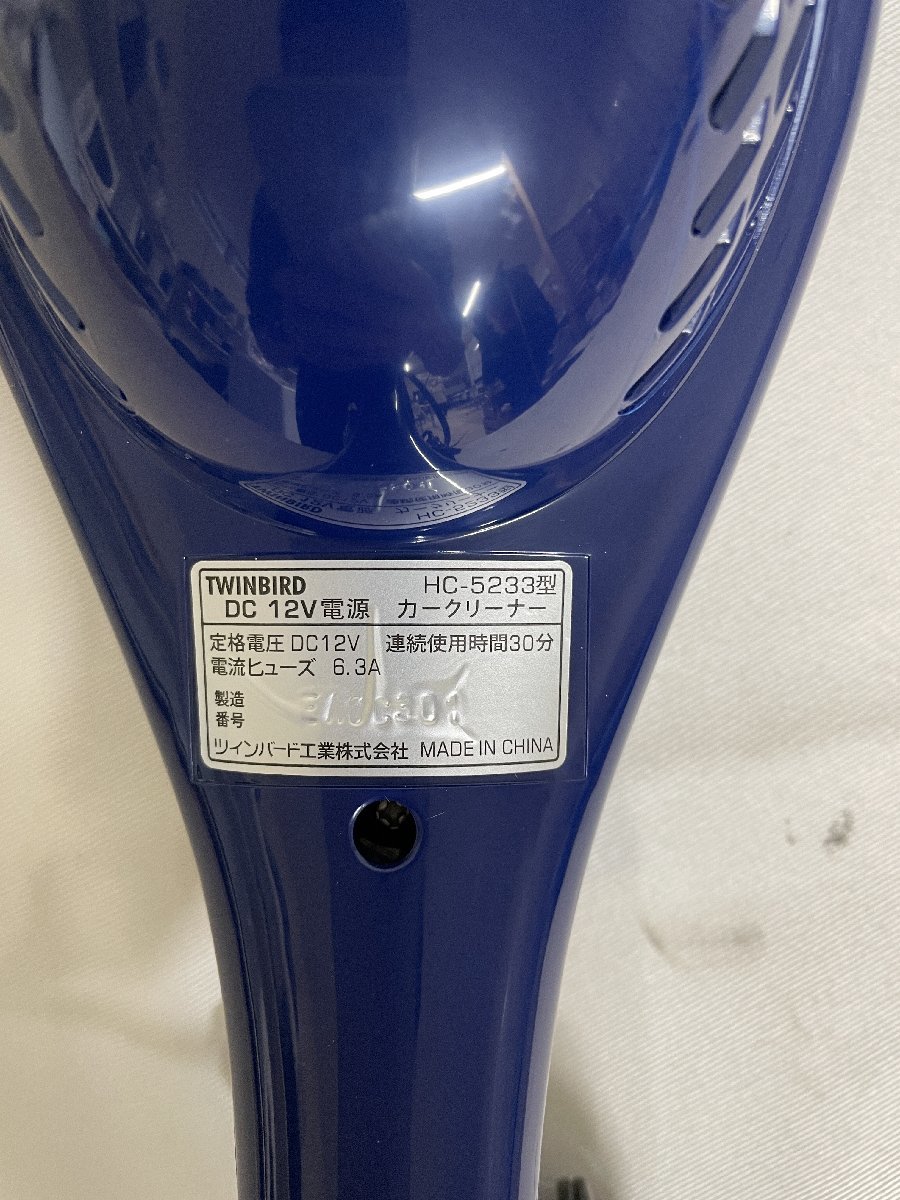 TWINBIRD HC-5233型
DC 12V電源 カークリーナー
定格電圧 DC12V 連続使用時間30分
電流ヒューズ 6.3A
製造
番号
ツインバード工業株式会社 MADE IN CHINA